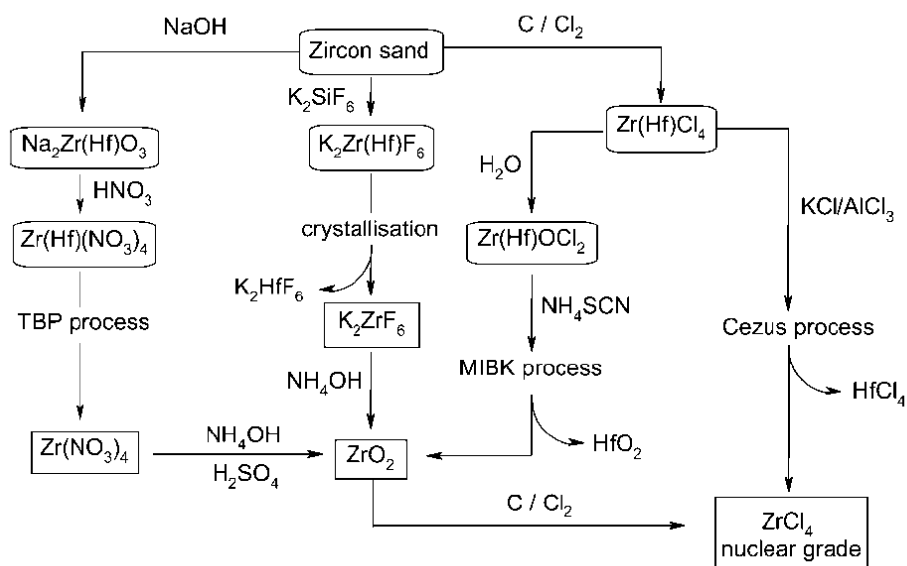 NaOH
Zircon sand
C / Cl₂
K₂SiF₆
Na₂Zr(Hf)O₃
K₂Zr(Hf)F₆
Zr(Hf)Cl₄
HNO₃
H₂O
KCl/AlCl₃
Zr(Hf)(NO₃)₄
crystallisation
Zr(Hf)OCl₂
K₂HfF₆
TBP process
K₂ZrF₆
NH₄SCN
Cezus process
NH₄OH
MIBK process
HfCl₄
Zr(NO₃)₄
NH₄OH
H₂SO₄
ZrO₂
HfO₂
C / Cl₂
ZrCl₄
nuclear grade